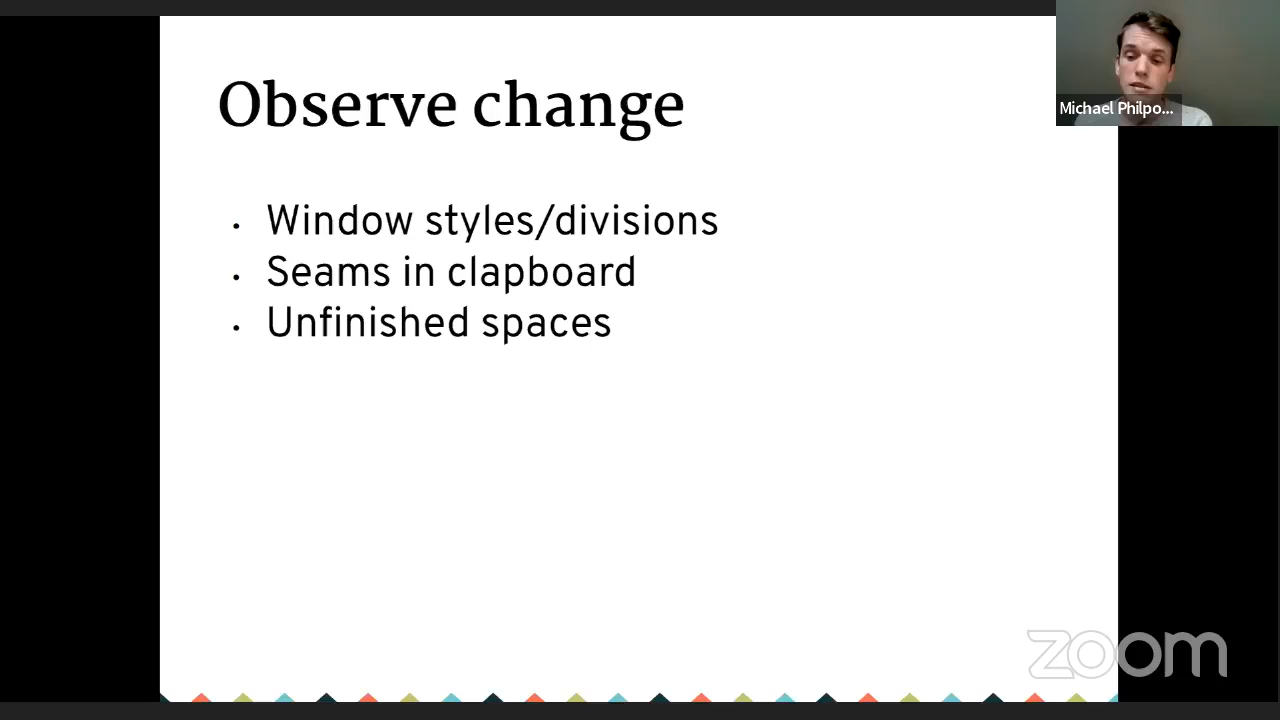 Observe change
Michael Philpo...
• Window styles/divisions
• Seams in clapboard
• Unfinished spaces
zoom